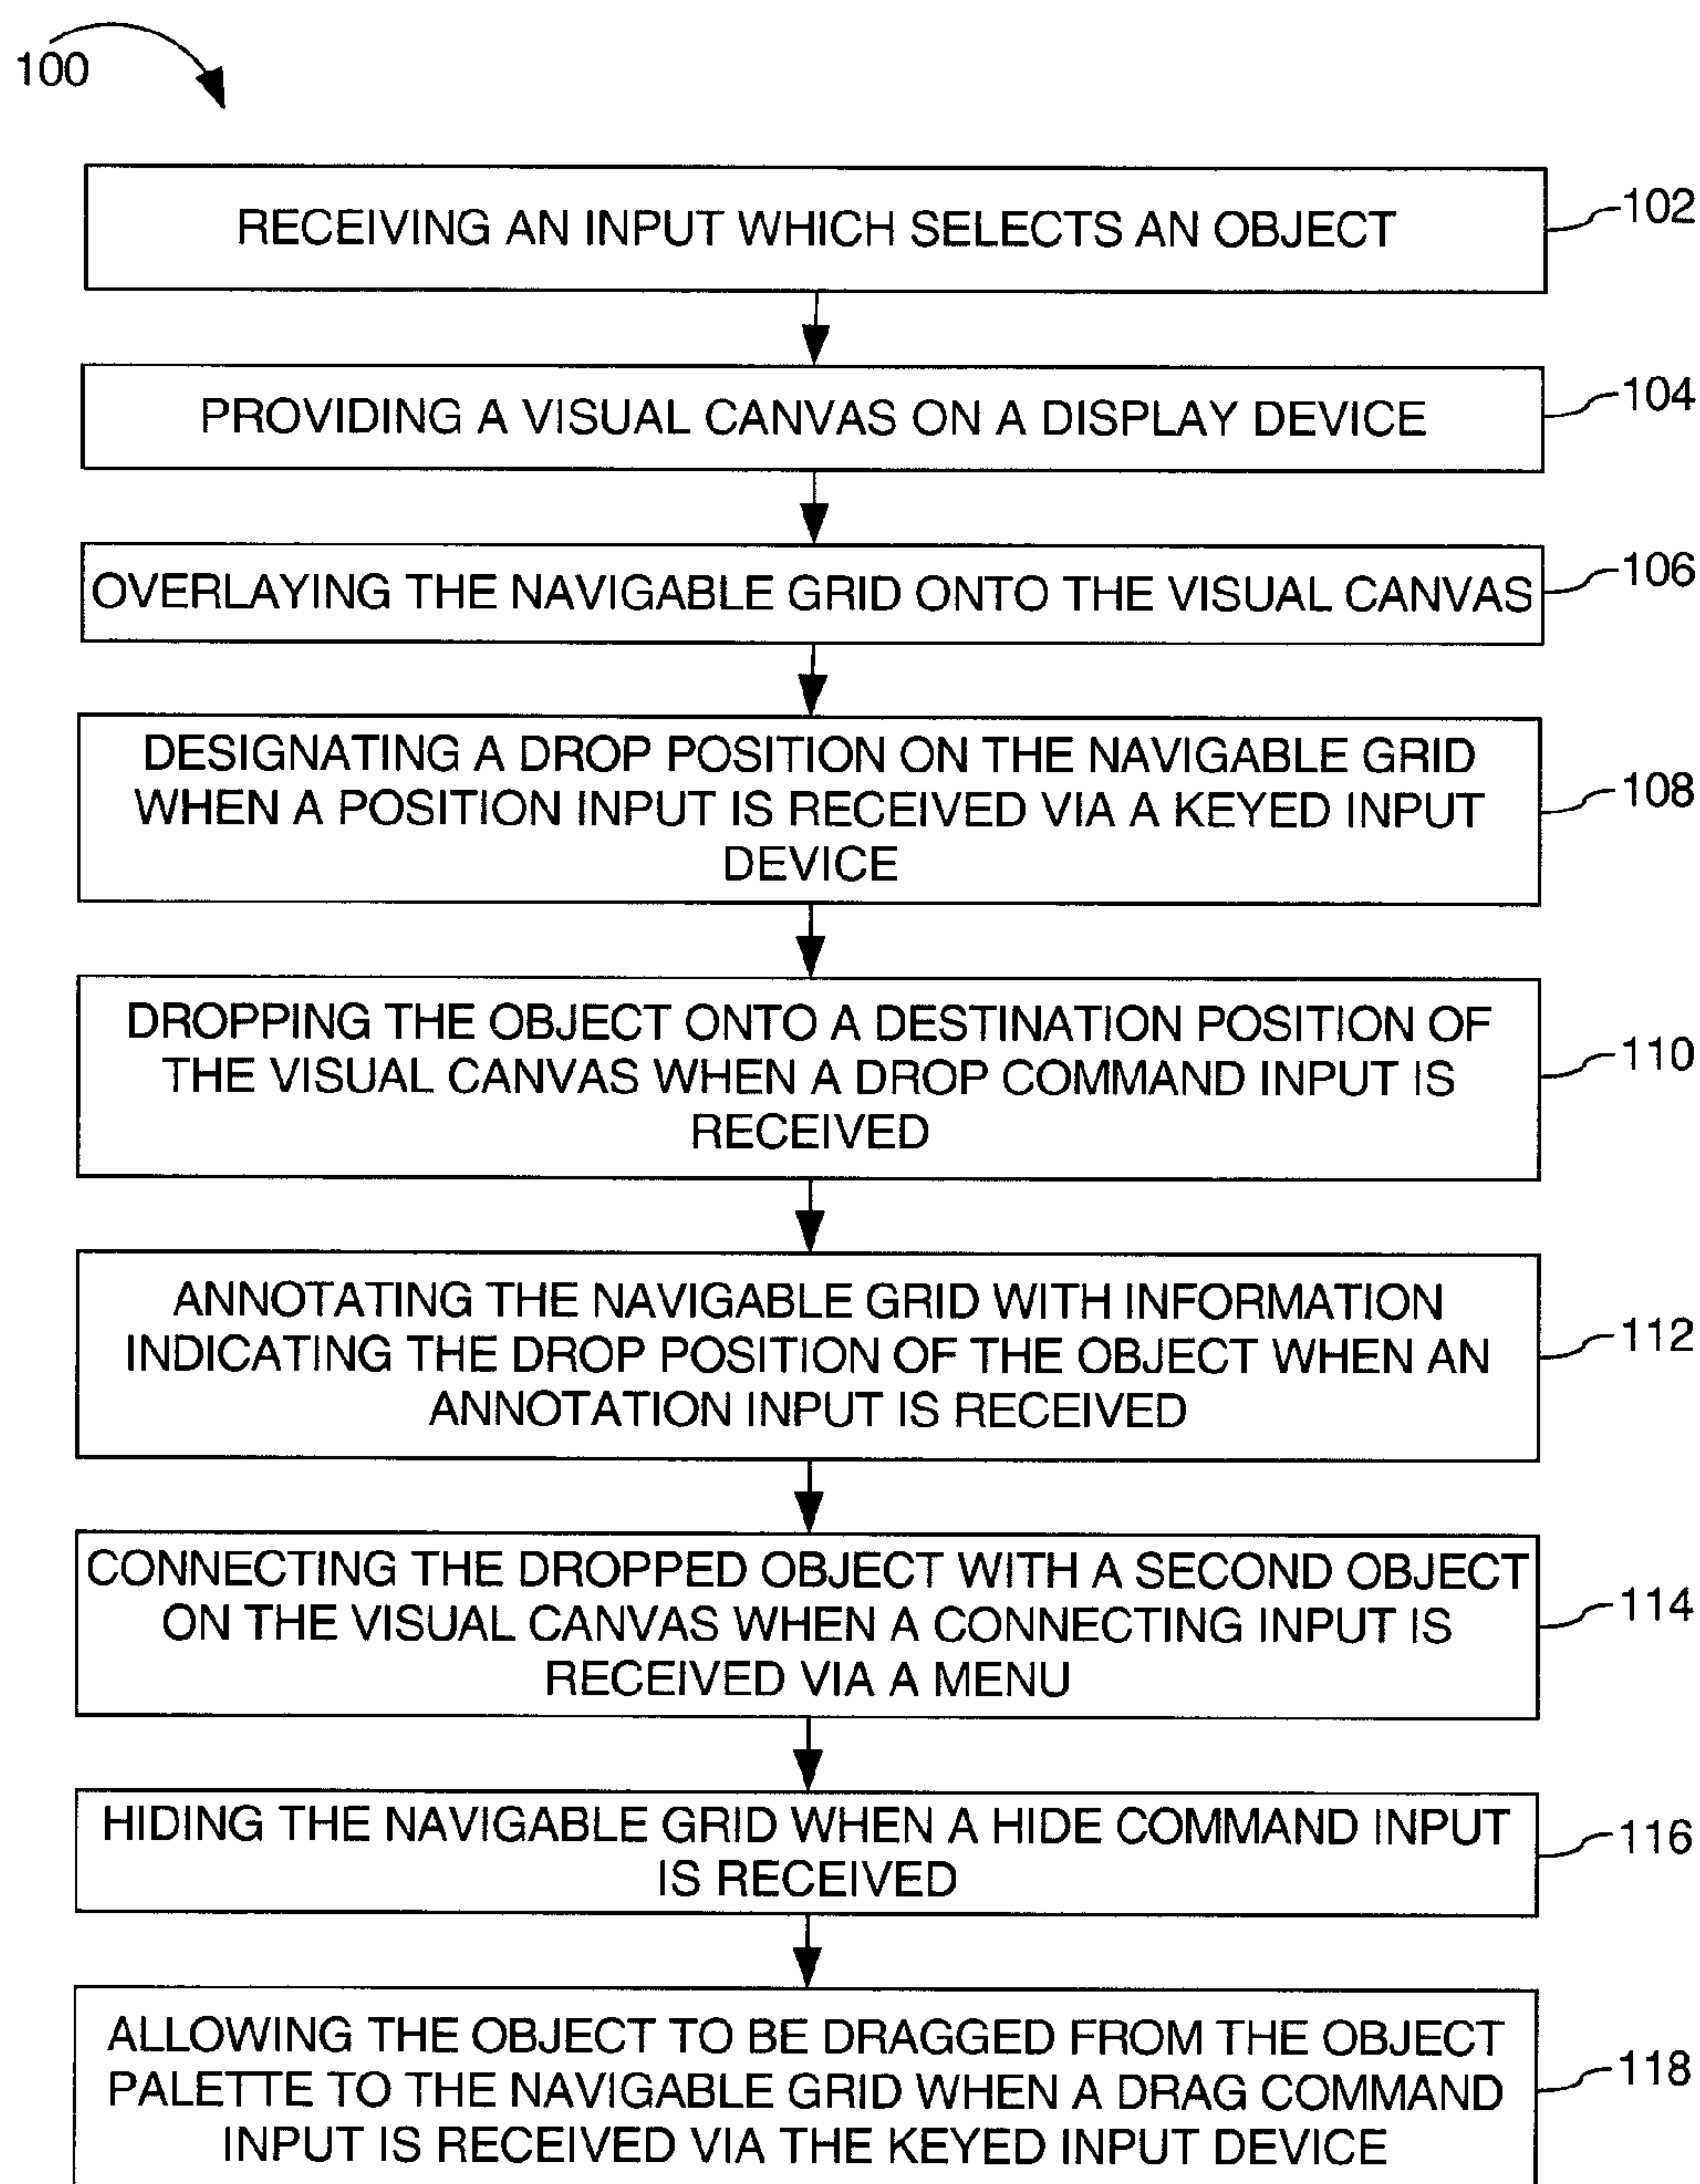 100
RECEIVING AN INPUT WHICH SELECTS AN OBJECT
102
PROVIDING A VISUAL CANVAS ON A DISPLAY DEVICE
104
OVERLAYING THE NAVIGABLE GRID ONTO THE VISUAL CANVAS
106
DESIGNATING A DROP POSITION ON THE NAVIGABLE GRID
WHEN A POSITION INPUT IS RECEIVED VIA A KEYED INPUT
DEVICE
108
DROPPING THE OBJECT ONTO A DESTINATION POSITION OF
THE VISUAL CANVAS WHEN A DROP COMMAND INPUT IS
RECEIVED
110
ANNOTATING THE NAVIGABLE GRID WITH INFORMATION
INDICATING THE DROP POSITION OF THE OBJECT WHEN AN
ANNOTATION INPUT IS RECEIVED
112
CONNECTING THE DROPPED OBJECT WITH A SECOND OBJECT
ON THE VISUAL CANVAS WHEN A CONNECTING INPUT IS
RECEIVED VIA A MENU
114
HIDING THE NAVIGABLE GRID WHEN A HIDE COMMAND INPUT
IS RECEIVED
116
ALLOWING THE OBJECT TO BE DRAGGED FROM THE OBJECT
PALETTE TO THE NAVIGABLE GRID WHEN A DRAG COMMAND
INPUT IS RECEIVED VIA THE KEYED INPUT DEVICE
118